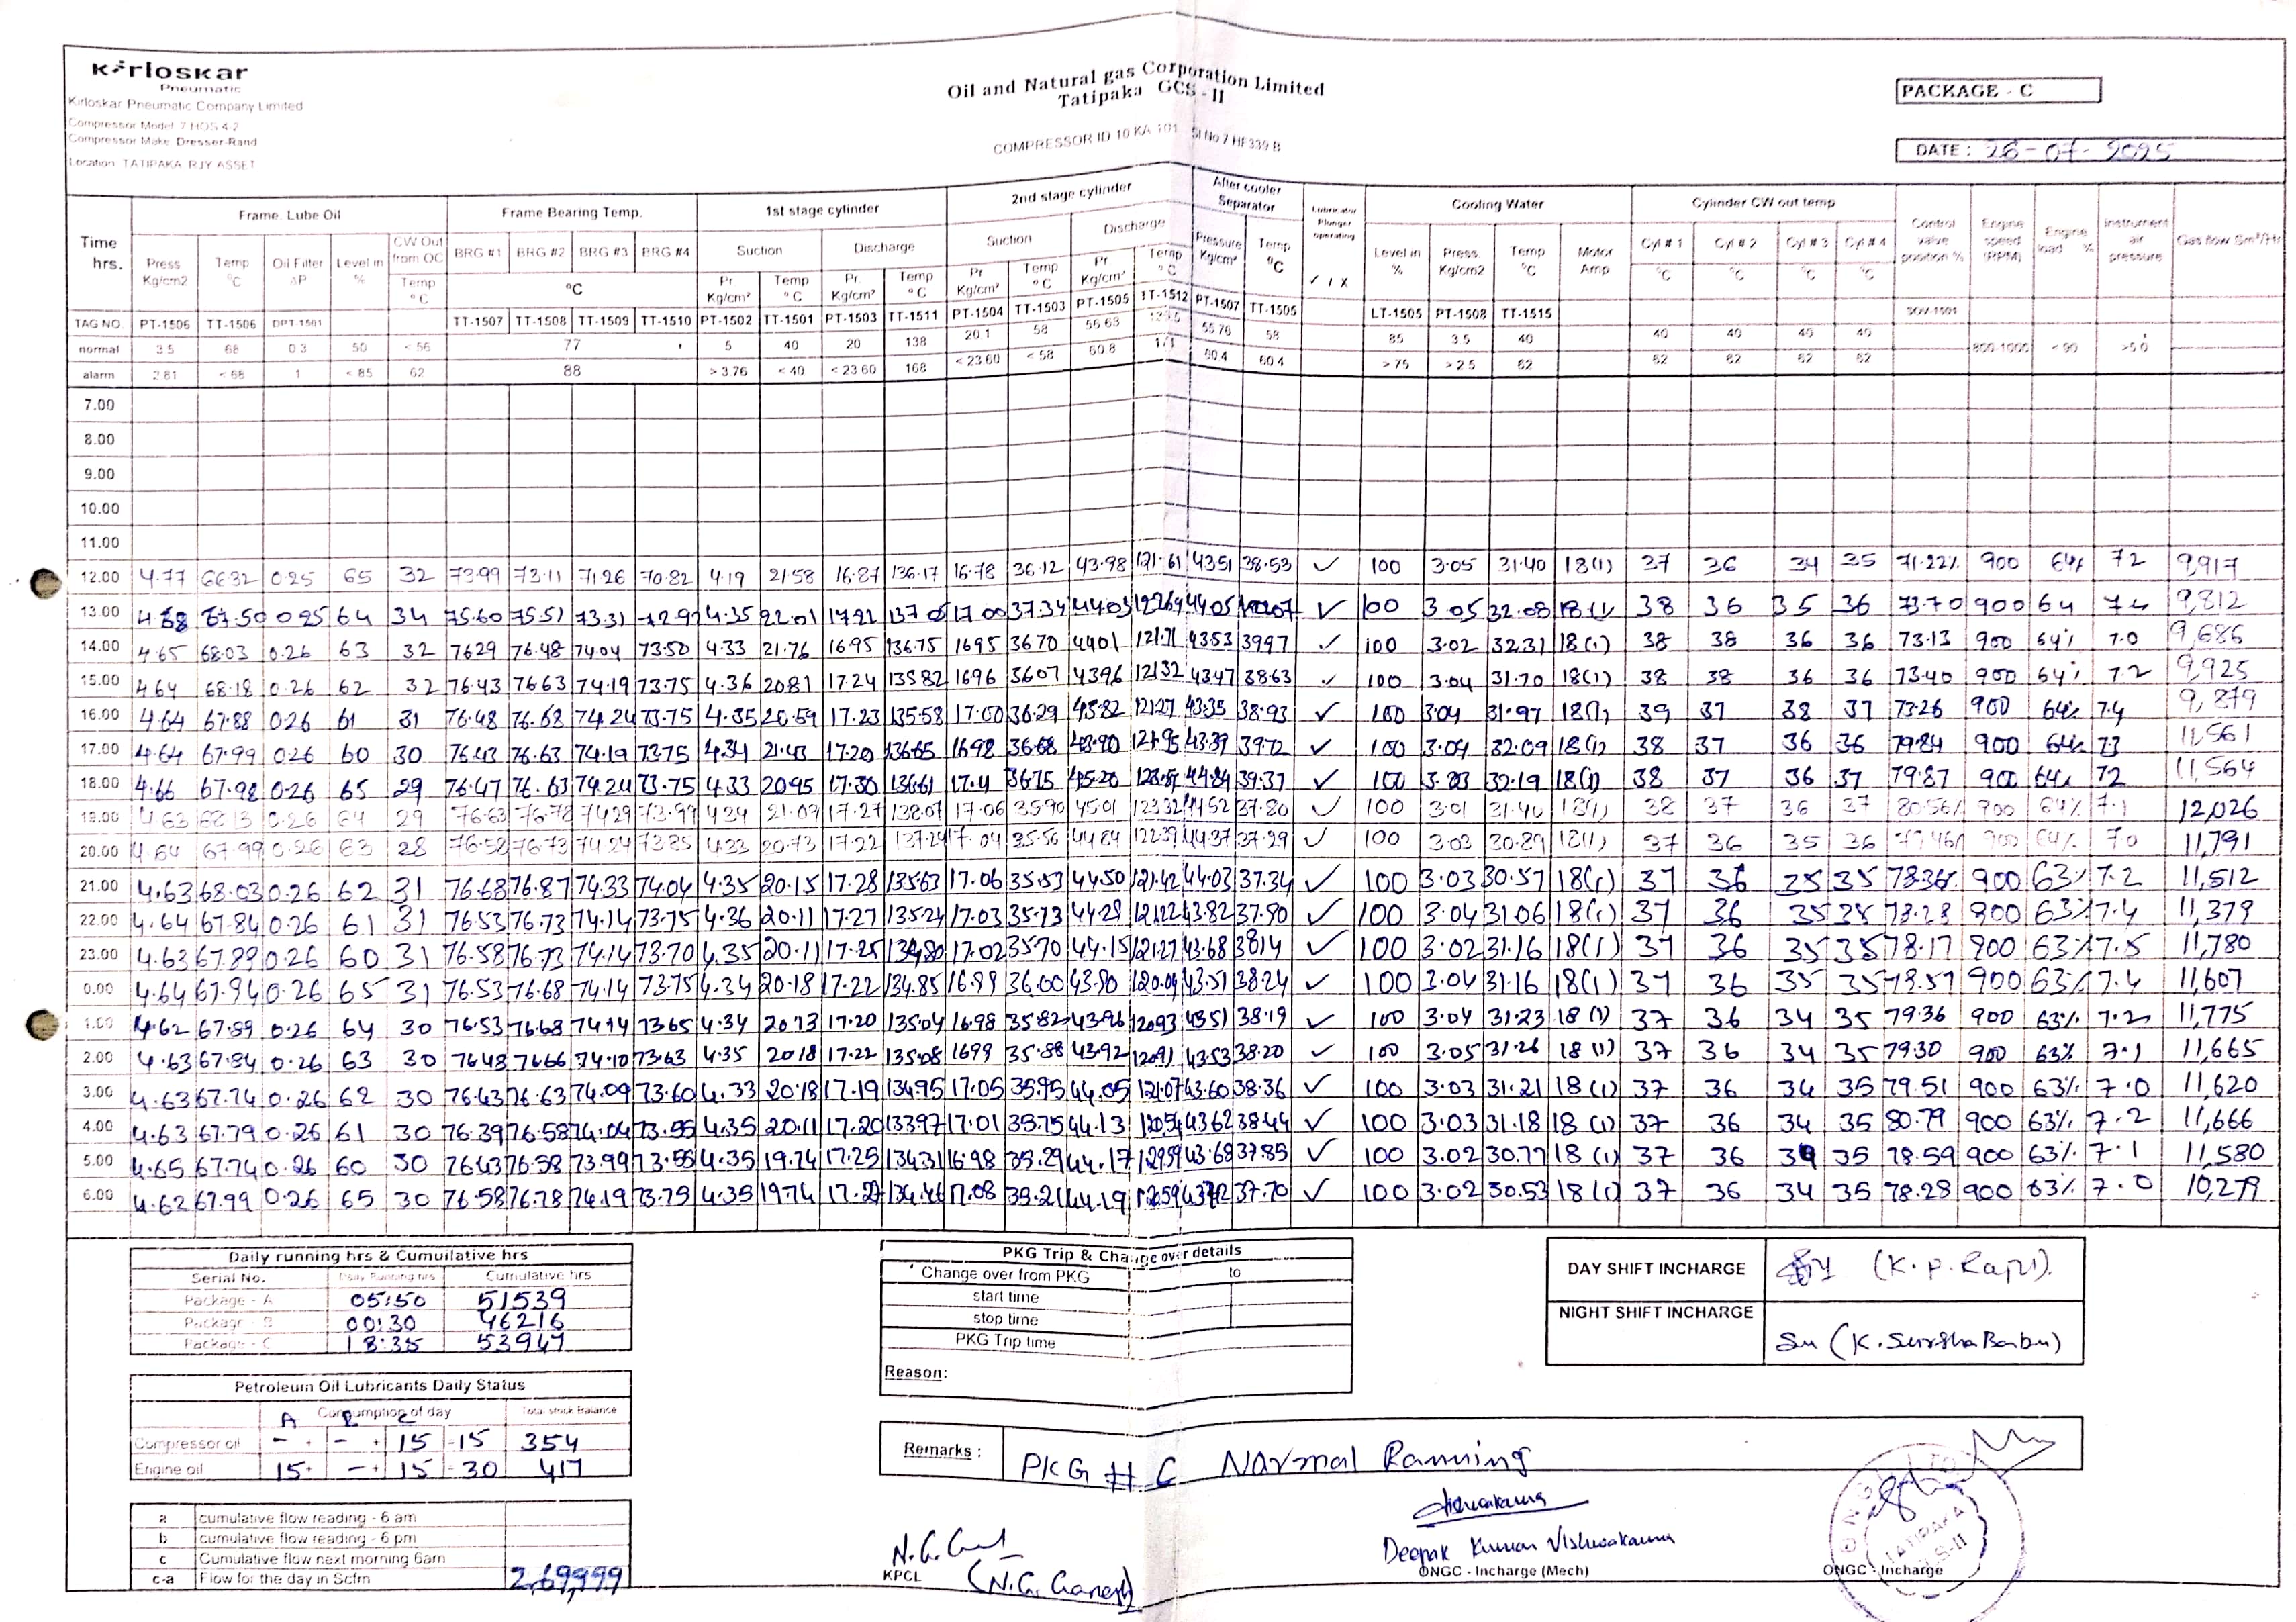 Kirloskar
Pneumatic
Kirloskar Pneumatic Company Limited
Compressor Model 7 HOS 4-2
Compressor Make Dresser-Rand
Location TATIPAKA RJY ASSET
Oil and Natural gas Corporation Limited
Tatipaka GCS - II
COMPRESSOR ID 10 KA 101 Sl No 7 HF339 B
PACKAGE - C
DATE : 26-07-2025
Time hrs. Frame. Lube Oil Frame Bearing Temp. 1st stage cylinder 2nd stage cylinder After cooler Separator Lubricator Plunger operating Cooling Water Cylinder CW out temp Control valve position % Engine speed (RPM) Engine load % instrument air pressure Gas flow Sm³/Hr
Press Kg/cm2 Temp °C Oil Filter ΔP Level in % CW Out from OC Temp °C BRG #1 BRG #2 BRG #3 BRG #4 °C Suction Discharge Suction Discharge Pressure Kg/cm² Temp °C Level in % Press Kg/cm2 Temp °C Motor Amp Cyl # 1 Cyl # 2 Cyl # 3 Cyl # 4
Pr Kg/cm² Temp °C Pr Kg/cm² Temp °C Pr Kg/cm² Temp °C Pr Kg/cm² Temp °C ✓ / X °C °C °C °C
TAG NO. PT-1506 TT-1506 DPT-1501 TT-1507 TT-1508 TT-1509 TT-1510 PT-1502 TT-1501 PT-1503 TT-1511 PT-1504 TT-1503 PT-1505 TT-1512 PT-1507 TT-1505 LT-1505 PT-1508 TT-1515 SOV-1501
normal 3.5 68 0.3 50 < 56 77 5 40 20 138 20.1 58 56.63 55.76 58 85 3.5 40 40 40 40 40 800-1000 < 90 >5.0
alarm 2.81 < 68 1 < 85 62 88 > 3.76 < 40 < 23.60 168 < 23.60 < 58 60.8 171 60.4 60.4 > 75 > 2.5 62 62 62 62 62
7.00
8.00
9.00
10.00
11.00
12.00 4.77 66.32 0.25 65 32 73.99 73.11 71.26 70.82 4.19 21.58 16.87 136.17 16.78 36.12 43.98 121.61 43.51 38.53 ✓ 100 3.05 31.40 18(1) 37 36 34 35 71.22% 900 64% 72 9,917
13.00 4.68 67.50 0.25 64 34 75.60 75.51 73.31 72.97 4.35 22.01 17.22 137.05 17.00 37.34 44.03 122.64 44.05 ✓ 100 3.05 32.08 18(1) 38 36 35 36 73.70 900 64 7.4 9,812
14.00 4.65 68.03 0.26 63 32 76.29 76.48 74.04 73.50 4.33 21.76 16.95 136.75 16.95 36.70 44.01 121.71 43.53 39.97 ✓ 100 3.02 32.31 18(1) 38 38 36 36 73.13 900 64% 7.0 9,686
15.00 4.64 68.18 0.26 62 32 76.43 76.63 74.19 73.75 4.36 20.81 17.24 135.82 16.96 36.07 43.96 121.32 43.47 38.63 ✓ 100 3.04 31.70 18(1) 38 38 36 36 73.40 900 64% 7.2 9,925
16.00 4.64 67.88 0.26 61 31 76.48 76.68 74.24 73.75 4.35 20.59 17.23 135.58 17.00 36.29 43.82 121.27 43.35 38.93 ✓ 100 3.04 31.97 18(1) 39 37 38 37 73.26 900 64% 7.4 9,879
17.00 4.64 67.99 0.26 60 30 76.43 76.63 74.19 73.75 4.34 21.43 17.20 136.65 16.98 36.68 43.90 121.95 43.39 39.72 ✓ 100 3.04 32.09 18(1) 38 37 36 36 79.84 900 64% 73 11,561
18.00 4.66 67.98 0.26 65 29 76.47 76.63 74.24 73.75 4.33 20.95 17.30 136.61 17.11 36.75 45.20 123.51 44.84 39.37 ✓ 100 3.03 32.19 18(1) 38 37 36 37 79.87 900 64% 72 11,564
19.00 4.63 68.13 0.26 64 29 76.63 76.78 74.29 73.99 4.34 21.09 17.27 138.07 17.06 35.90 45.01 123.32 44.52 37.80 ✓ 100 3.01 31.40 18(1) 38 37 36 37 80.56% 900 64% 7.1 12,026
20.00 4.64 67.99 0.26 63 28 76.58 76.73 74.24 73.85 4.33 20.73 17.22 137.24 17.04 35.56 44.84 122.39 44.37 37.29 ✓ 100 3.03 30.89 18(1) 37 36 35 36 79.46% 900 64% 7.0 11,791
21.00 4.63 68.03 0.26 62 31 76.68 76.87 74.33 74.04 4.35 20.15 17.28 135.63 17.06 35.53 44.50 121.42 44.03 37.34 ✓ 100 3.03 30.57 18(1) 37 36 35 35 78.36% 900 63% 7.2 11,512
22.00 4.64 67.84 0.26 61 31 76.53 76.73 74.14 73.75 4.36 20.11 17.27 135.24 17.03 35.73 44.29 121.22 43.82 37.90 ✓ 100 3.04 31.06 18(1) 37 36 35 35 78.28 900 63% 7.4 11,379
23.00 4.63 67.89 0.26 60 31 76.58 76.73 74.14 73.70 4.35 20.11 17.25 134.80 17.02 35.70 44.15 121.27 43.68 38.14 ✓ 100 3.02 31.16 18(1) 37 36 35 35 78.17 900 63% 7.5 11,780
0.00 4.64 67.94 0.26 65 31 76.53 76.68 74.14 73.75 4.34 20.18 17.22 134.85 16.99 36.00 43.90 120.04 43.51 38.24 ✓ 100 3.04 31.16 18(1) 37 36 35 35 78.57 900 63% 7.4 11,607
1.00 4.62 67.89 0.26 64 30 76.53 76.68 74.14 73.65 4.34 20.13 17.20 135.04 16.98 35.82 43.96 120.93 43.51 38.19 ✓ 100 3.04 31.23 18(1) 37 36 34 35 79.36 900 63% 7.2 11,775
2.00 4.63 67.84 0.26 63 30 76.43 76.66 74.10 73.63 4.35 20.18 17.22 135.08 16.99 35.88 43.92 120.91 43.53 38.20 ✓ 100 3.05 31.26 18(1) 37 36 34 35 79.30 900 63% 7.1 11,665
3.00 4.63 67.74 0.26 62 30 76.43 76.63 74.09 73.60 4.33 20.18 17.19 134.95 17.05 35.95 44.05 121.07 43.60 38.36 ✓ 100 3.03 31.21 18(1) 37 36 34 35 79.51 900 63% 7.0 11,620
4.00 4.63 67.79 0.26 61 30 76.39 76.58 74.04 73.55 4.35 20.11 17.20 133.97 17.01 35.75 44.13 120.54 43.62 38.44 ✓ 100 3.03 31.18 18(1) 37 36 34 35 80.79 900 63% 7.2 11,666
5.00 4.65 67.74 0.26 60 30 76.43 76.58 73.99 73.55 4.35 19.74 17.25 134.31 16.98 35.29 44.17 43.68 37.85 ✓ 100 3.02 30.77 18(1) 37 36 34 35 78.59 900 63% 7.1 11,580
6.00 4.62 67.99 0.26 65 30 76.58 76.78 74.19 73.75 4.35 19.74 17.27 134.46 17.08 35.21 44.19 43.72 37.70 ✓ 100 3.02 30.53 18(1) 37 36 34 35 78.28 900 63% 7.0 10,279
Daily running hrs & Cumulative hrs
Serial No. Daily Running hrs Cumulative hrs
Package - A 05:50 51539
Package - B 00:30 46216
Package - C 18:35 53947
Petroleum Oil Lubricants Daily Status
Consumption of day Total stock Balance
A B C
Compressor oil - + - + 15 -15 354
Engine oil 15 + - + 15 = 30 417
a cumulative flow reading - 6 am
b cumulative flow reading - 6 pm
c Cumulative flow next morning 6am
c-a Flow for the day in Scfm 2,69,999
PKG Trip & Change over details
Change over from PKG to
start time
stop time
PKG Trip time
Reason:
DAY SHIFT INCHARGE (K.P. Raju).
NIGHT SHIFT INCHARGE (K. Suresha Babu)
Remarks : PKG # C Normal Running
N.G. (N.G. Ganesh)
KPCL
Vishwakarma
Deepak Kumar Vishwakarma
ONGC - Incharge (Mech)
TATIPAKA
ONGC - Incharge